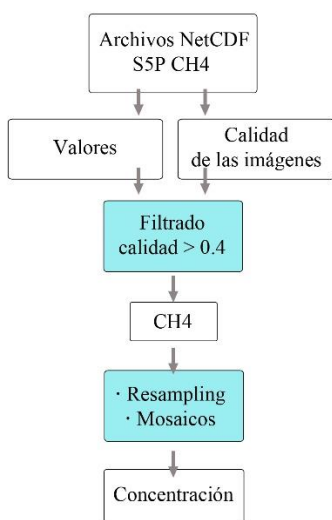 Archivos NetCDF
S5P CH4
Valores
Calidad
de las imágenes
Filtrado
calidad > 0.4
CH4
· Resampling
· Mosaicos
Concentración